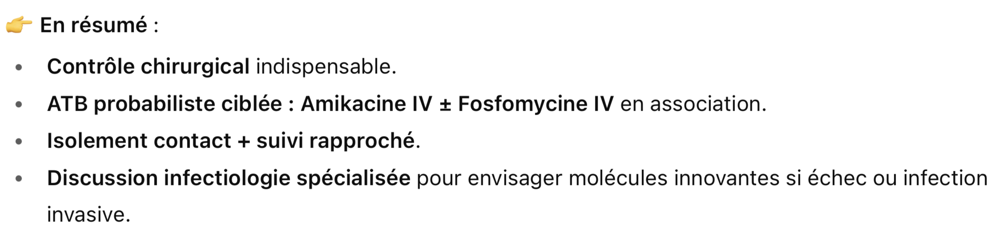 👉 En résumé :
• Contrôle chirurgical indispensable.
• ATB probabiliste ciblée : Amikacine IV ± Fosfomycine IV en association.
• Isolement contact + suivi rapproché.
• Discussion infectiologie spécialisée pour envisager molécules innovantes si échec ou infection
invasive.